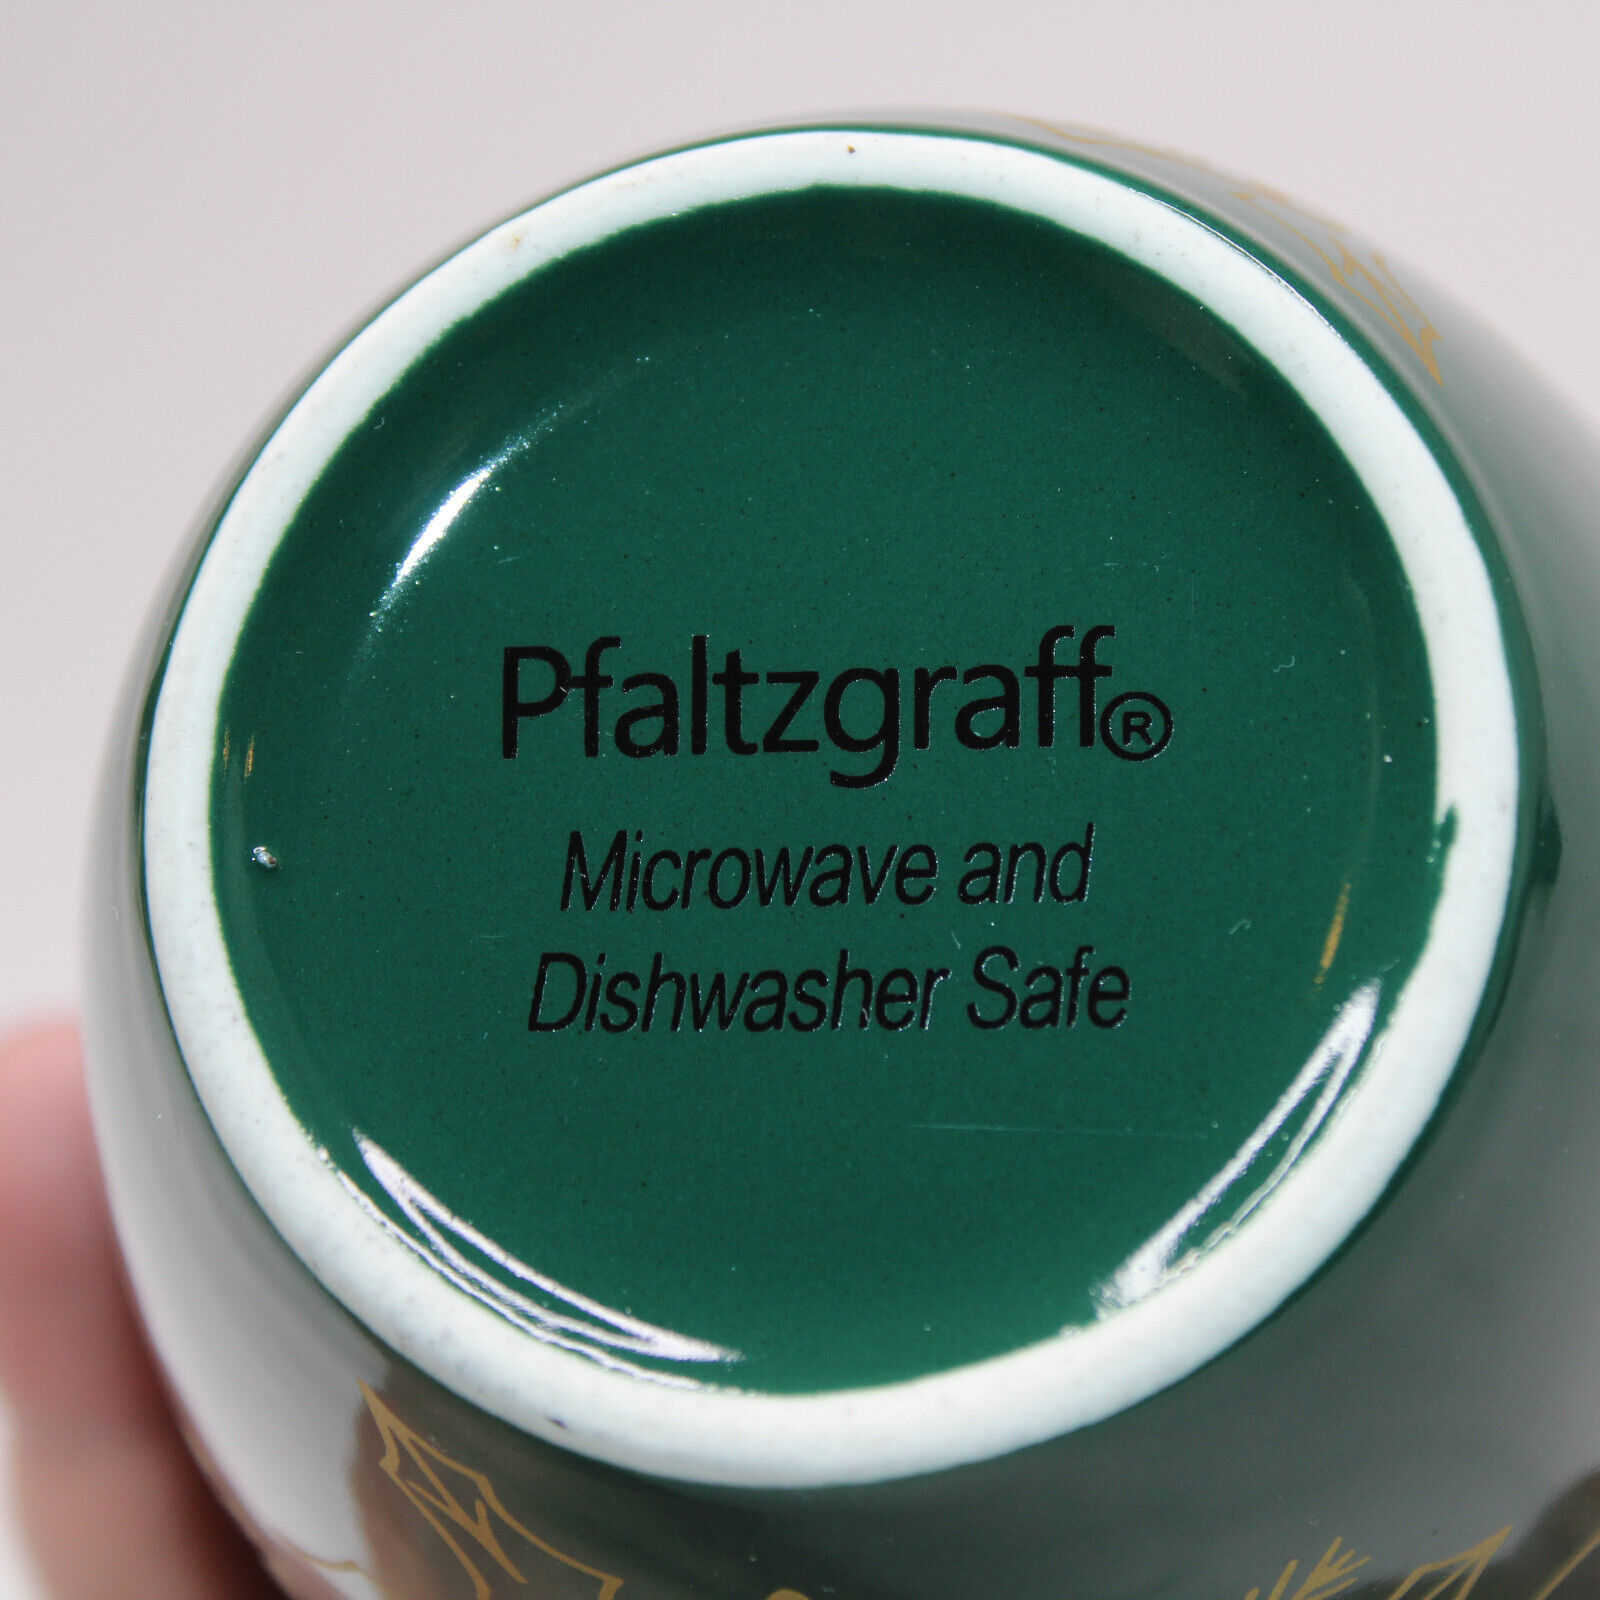 Pfaltzgraff®
Microwave and
Dishwasher Safe